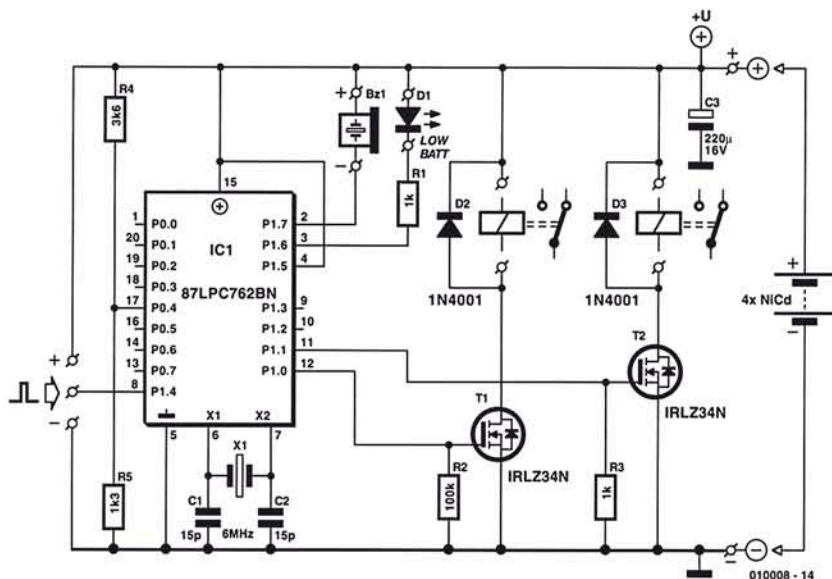 +U
+
+
R4
3k6
+
Bz1
D1
LOW
BATT
C3
220µ
16V
–
R1
1k
15
+
1
P0.0
20
P0.1
19
P0.2
18
P0.3
17
P0.4
16
P0.5
14
P0.6
13
P0.7
8
P1.4
IC1
87LPC762BN
P1.7
2
P1.6
3
P1.5
4
P1.3
9
P1.2
10
P1.1
11
P1.0
12
X1
X2
5
6
7
D2
1N4001
D3
1N4001
+
4x NiCd
–
T2
IRLZ34N
T1
IRLZ34N
+
–
R5
1k3
X1
C1
15p
6MHz
C2
15p
R2
100k
R3
1k
–
–
010008 - 14